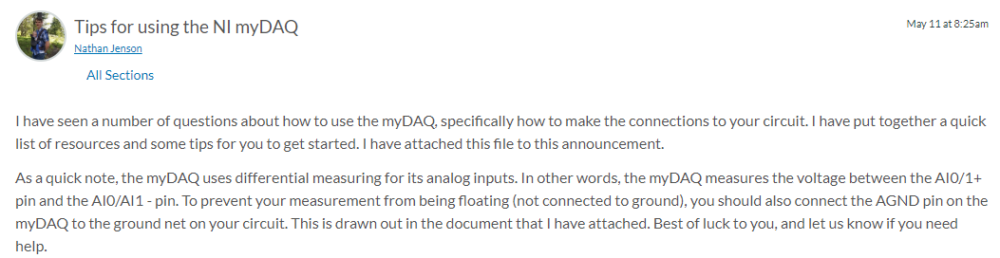 Tips for using the NI myDAQ
May 11 at 8:25am
Nathan Jenson
All Sections
I have seen a number of questions about how to use the myDAQ, specifically how to make the connections to your circuit. I have put together a quick
list of resources and some tips for you to get started. I have attached this file to this announcement.
As a quick note, the myDAQ uses differential measuring for its analog inputs. In other words, the myDAQ measures the voltage between the AI0/1+
pin and the AI0/AI1 - pin. To prevent your measurement from being floating (not connected to ground), you should also connect the AGND pin on the
myDAQ to the ground net on your circuit. This is drawn out in the document that I have attached. Best of luck to you, and let us know if you need
help.